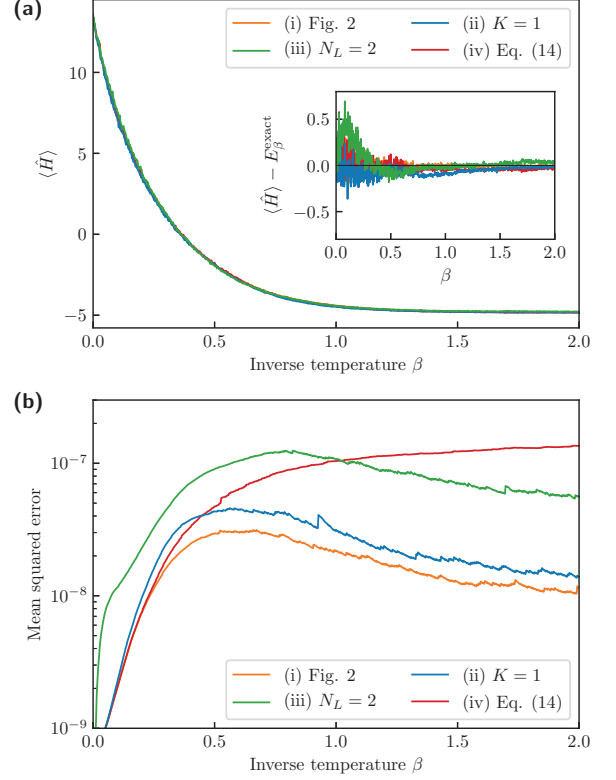 (a)
(i) Fig. 2
(ii) K = 1
(iii) N_L = 2
(iv) Eq. (14)
10
5
0
−5
⟨Ĥ⟩
0.5
0.0
−0.5
⟨Ĥ⟩ − E_β^exact
0.0 0.5 1.0 1.5 2.0
β
0.0 0.5 1.0 1.5 2.0
Inverse temperature β
(b)
10^−7
10^−8
10^−9
Mean squared error
(i) Fig. 2
(ii) K = 1
(iii) N_L = 2
(iv) Eq. (14)
0.0 0.5 1.0 1.5 2.0
Inverse temperature β